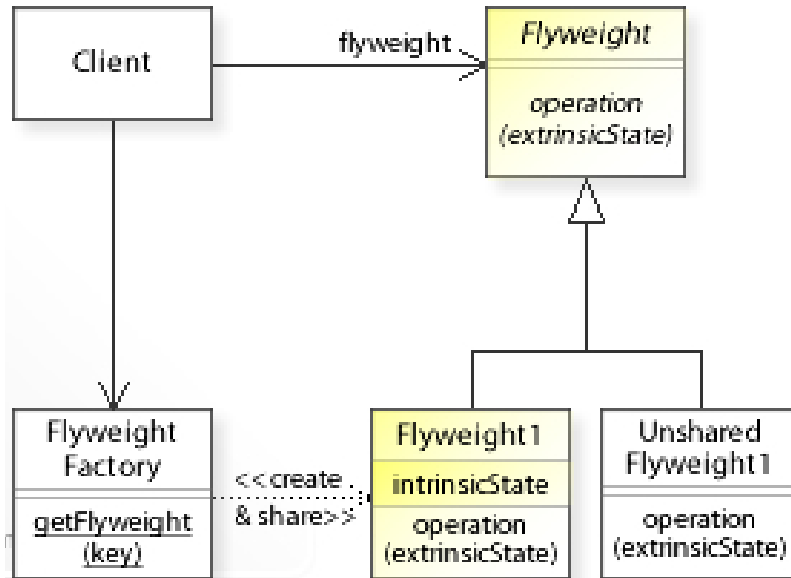 Client
flyweight
Flyweight
operation
(extrinsicState)
Flyweight
Factory
getFlyweight
(key)
<<create
& share>>
Flyweight1
intrinsicState
operation
(extrinsicState)
Unshared
Flyweight1
operation
(extrinsicState)